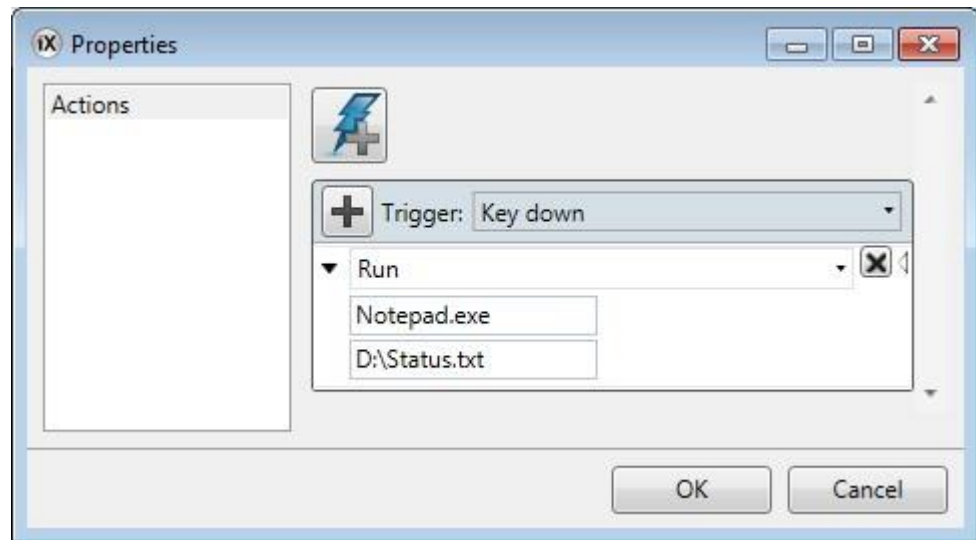 iX Properties
Actions
Trigger: Key down
Run
Notepad.exe
D:\Status.txt
OK Cancel